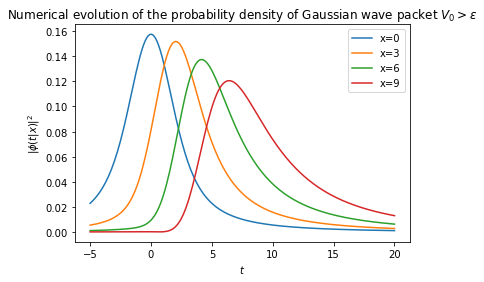 Numerical evolution of the probability density of Gaussian wave packet $V_0 > \varepsilon$
0.16
0.14
0.12
0.10
0.08
0.06
0.04
0.02
0.00
|ϕ(t|x)|²
x=0
x=3
x=6
x=9
−5
0
5
10
15
20
t